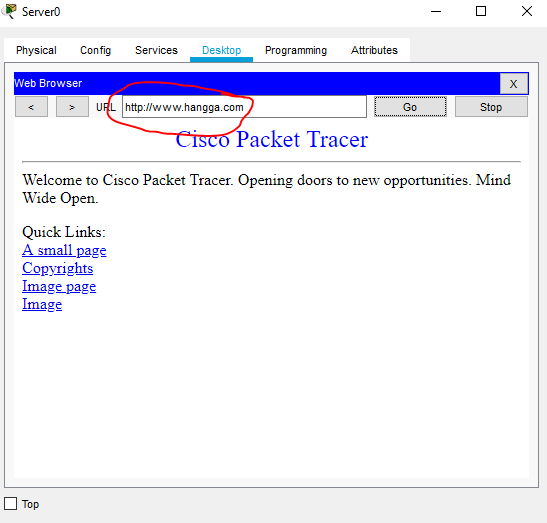 Server0
Physical Config Services Desktop Programming Attributes
Web Browser X
< > URL http://www.hangga.com Go Stop
Cisco Packet Tracer
Welcome to Cisco Packet Tracer. Opening doors to new opportunities. Mind
Wide Open.
Quick Links:
A small page
Copyrights
Image page
Image
Top